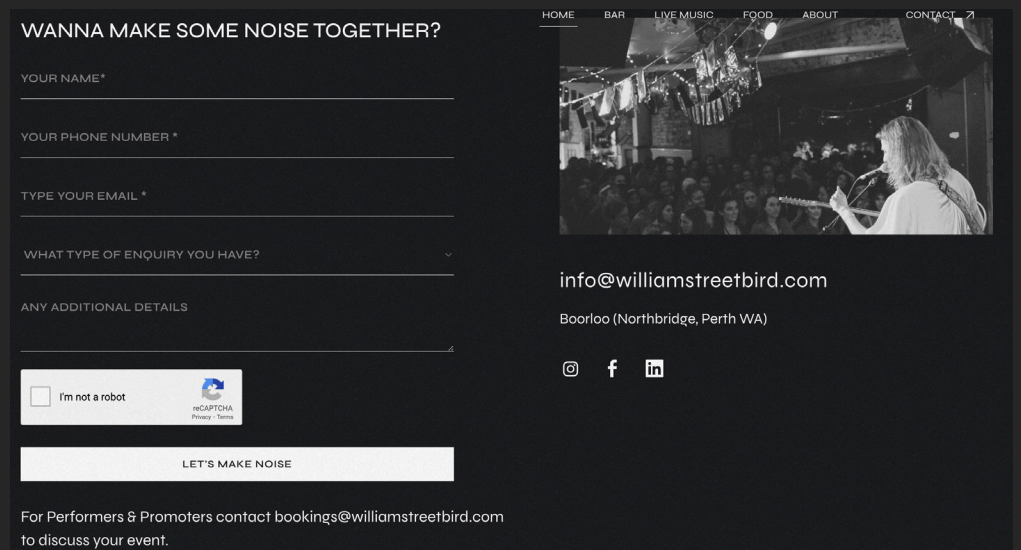 HOME BAR LIVE MUSIC FOOD ABOUT CONTACT
WANNA MAKE SOME NOISE TOGETHER?
YOUR NAME*
YOUR PHONE NUMBER *
TYPE YOUR EMAIL *
WHAT TYPE OF ENQUIRY YOU HAVE?
ANY ADDITIONAL DETAILS
I'm not a robot
reCAPTCHA
Privacy - Terms
LET'S MAKE NOISE
For Performers & Promoters contact bookings@williamstreetbird.com
to discuss your event.
info@williamstreetbird.com
Boorloo (Northbridge, Perth WA)